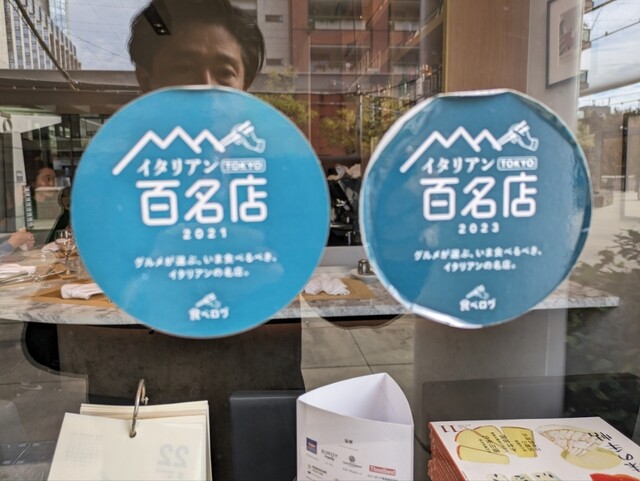 イタリアン TOKYO
百名店
2021
グルメが選ぶ、いま食べるべき、
イタリアンの名店。
食べログ
イタリアン TOKYO
百名店
2023
グルメが選ぶ、いま食べるべき、
イタリアンの名店。
食べログ
22
11